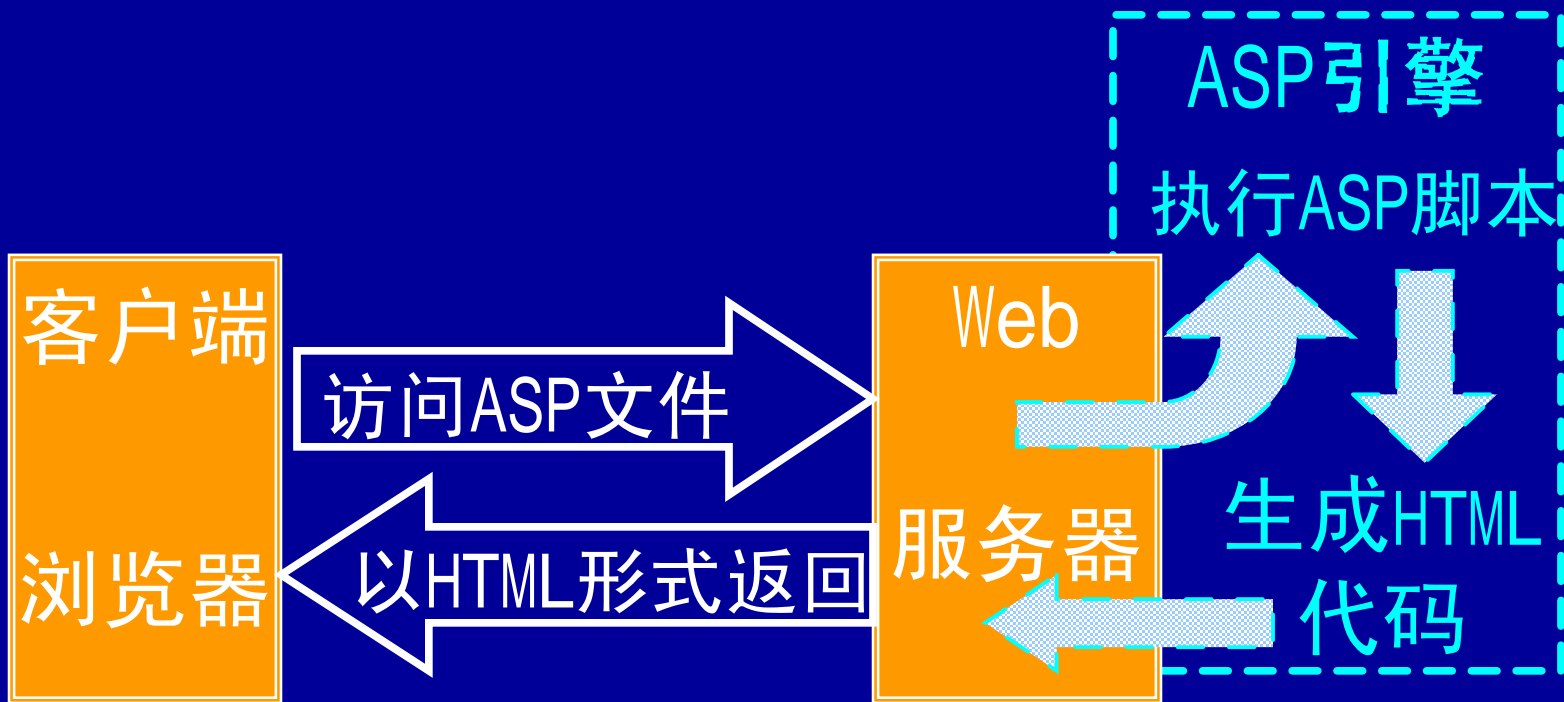 ASP引擎
执行ASP脚本
客户端
浏览器
访问ASP文件
以HTML形式返回
Web
服务器
生成HTML
代码